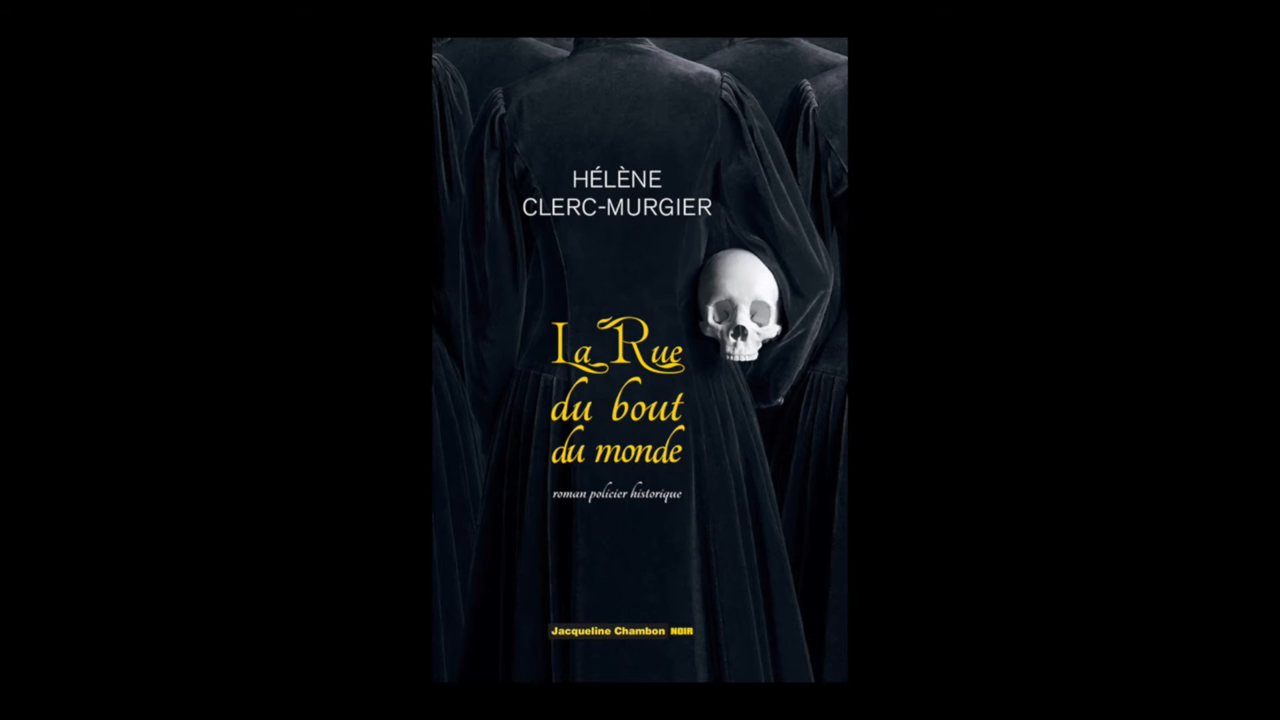 HÉLÈNE
CLERC-MURGIER
La Rue
du bout
du monde
roman policier historique
Jacqueline Chambon NOIR